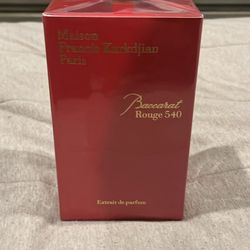 Maison
Francis Kurkdjian
Paris
Baccarat
Rouge 540
Extrait de parfum